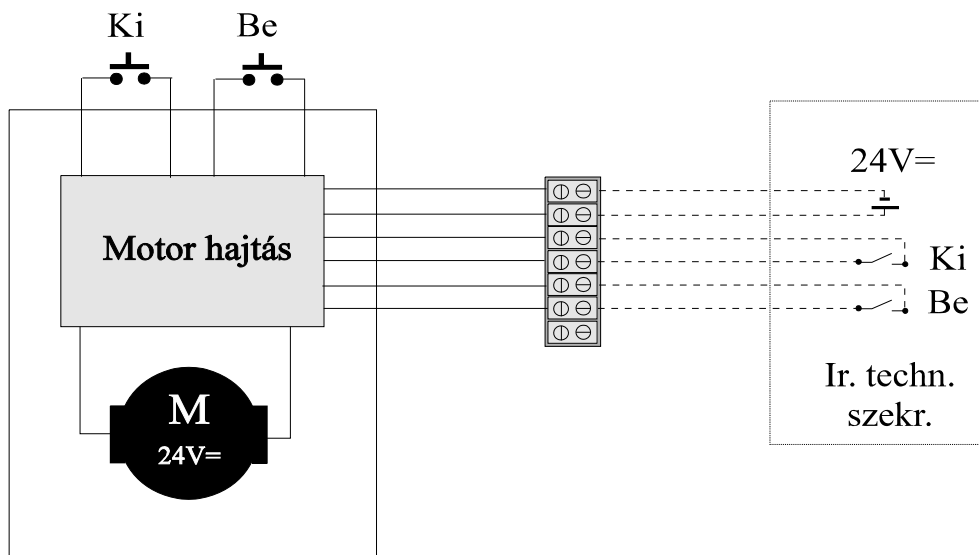 Ki
Be
24V=
Motor hajtás
Ki
Be
Ir. techn.
szekr.
M
24V=